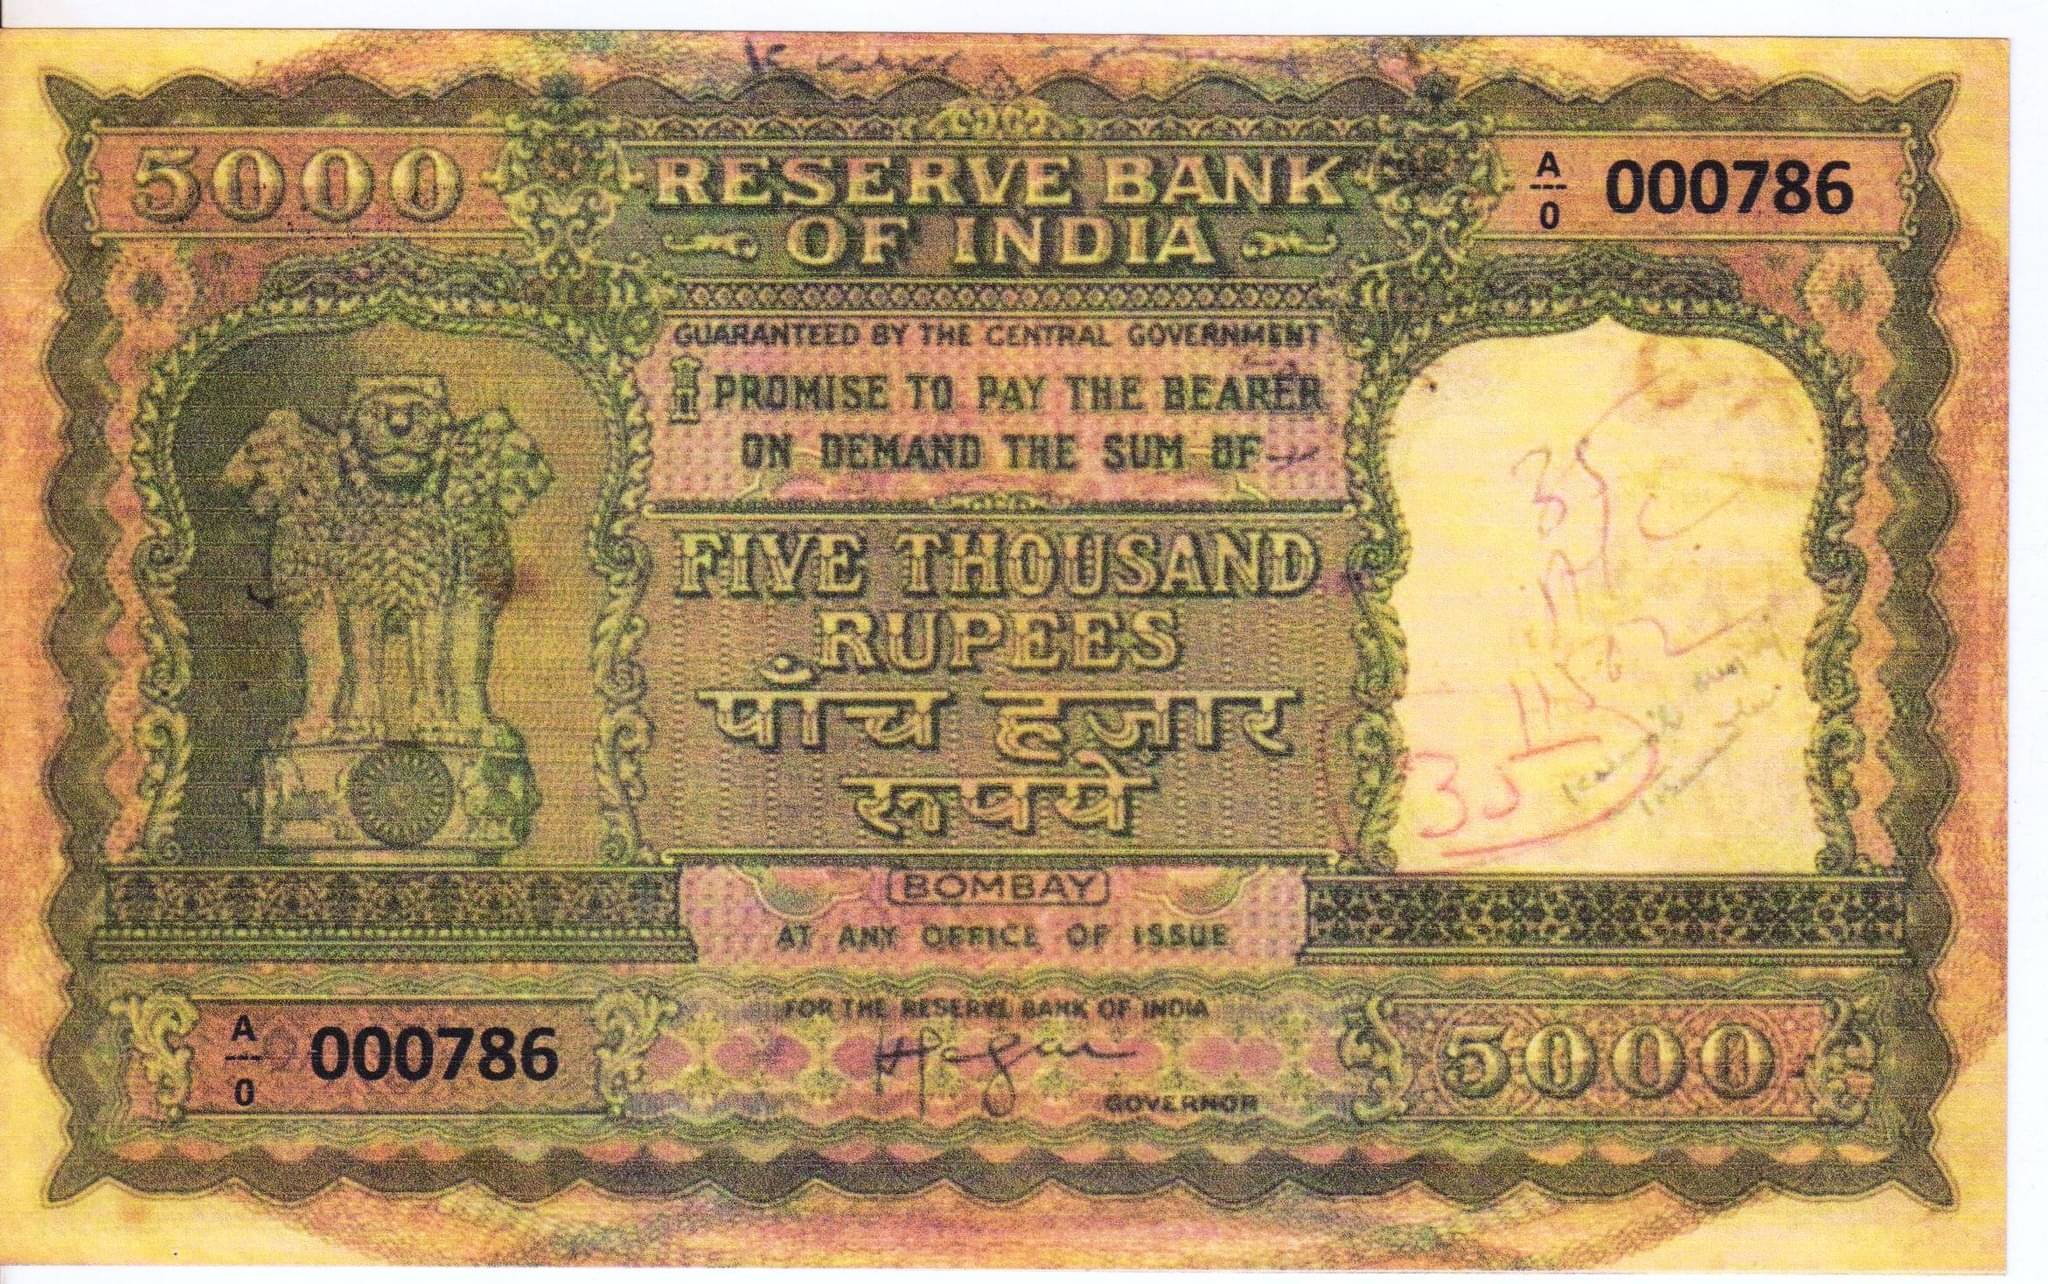 5000
RESERVE BANK
OF INDIA
A
0
000786
GUARANTEED BY THE CENTRAL GOVERNMENT
I PROMISE TO PAY THE BEARER
ON DEMAND THE SUM OF
FIVE THOUSAND
RUPEES
पाँच हज़ार
रूपये
35
35
BOMBAY
AT ANY OFFICE OF ISSUE
FOR THE RESERVE BANK OF INDIA
A
0
000786
GOVERNOR
5000